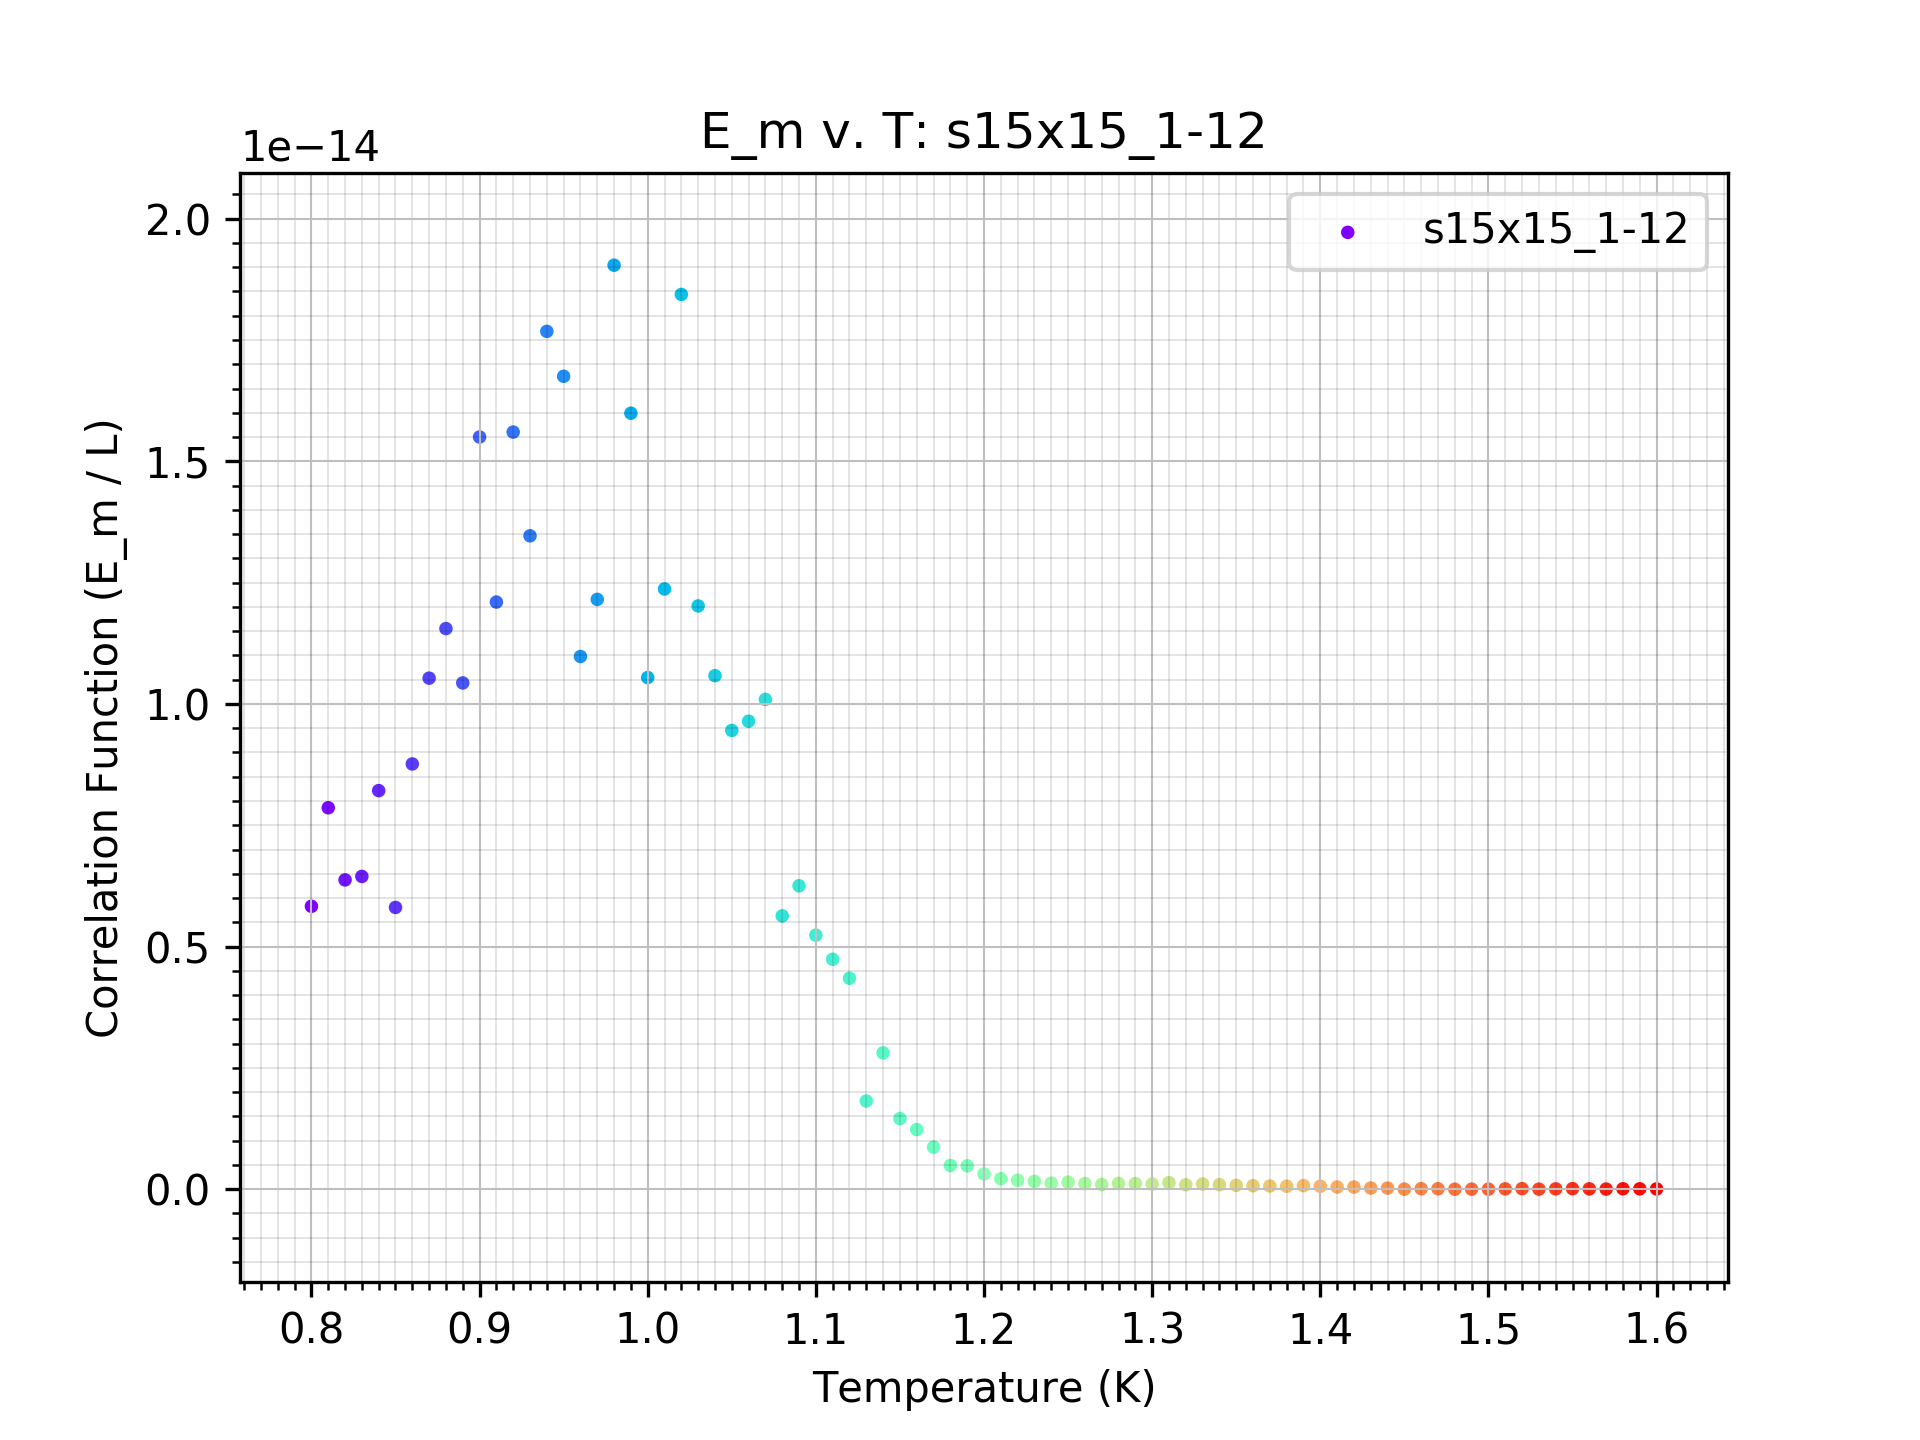 E_m v. T: s15x15_1-12
1e−14
s15x15_1-12
2.0
1.5
1.0
0.5
0.0
Correlation Function (E_m / L)
0.8 0.9 1.0 1.1 1.2 1.3 1.4 1.5 1.6
Temperature (K)